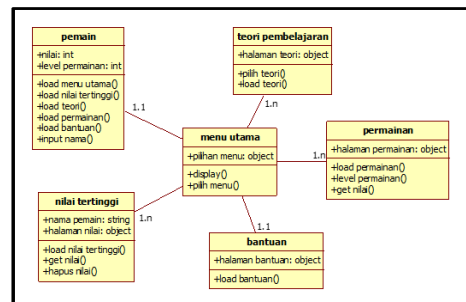 pemain
+nilai: int
+level permainan: int
+load menu utama()
+load nilai tertinggi()
+load teori()
+load permainan()
+load bantuan()
+input nama()
teori pembelajaran
+halaman teori: object
+pilih teori()
+load teori()
1.1
1.n
menu utama
+pilihan menu: object
+display()
+pilih menu()
1.n
permainan
+halaman permainan: object
+load permainan()
+level permainan()
+get nilai()
nilai tertinggi
+nama pemain: string
+halaman nilai: object
+load nilai tertinggi()
+get nilai()
+hapus nilai()
1.n
1.1
bantuan
+halaman bantuan: object
+load bantuan()